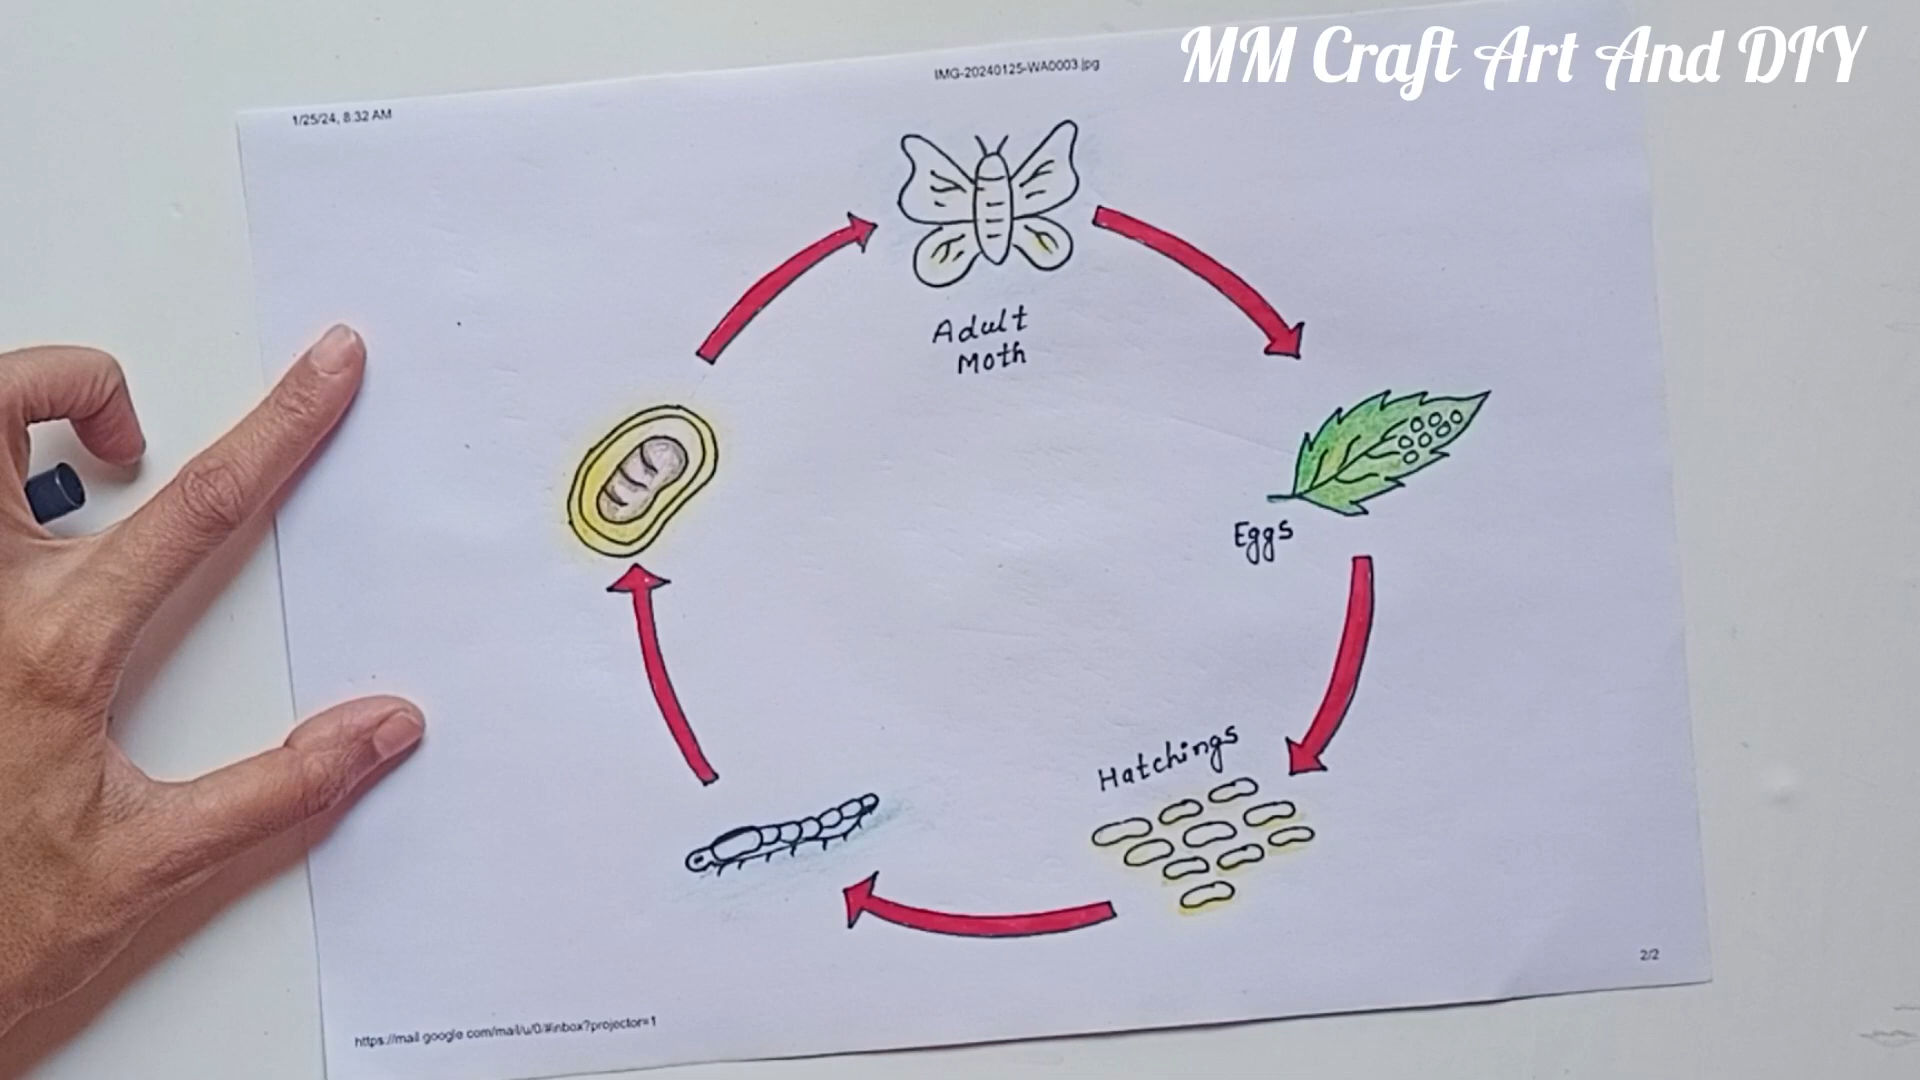 MM Craft Art And DIY
IMG-20240125-WA0003.jpg
1/25/24, 8:32 AM
Adult
Moth
Eggs
Hatchings
2/2
https://mail.google.com/mail/u/0/#inbox?projector=1